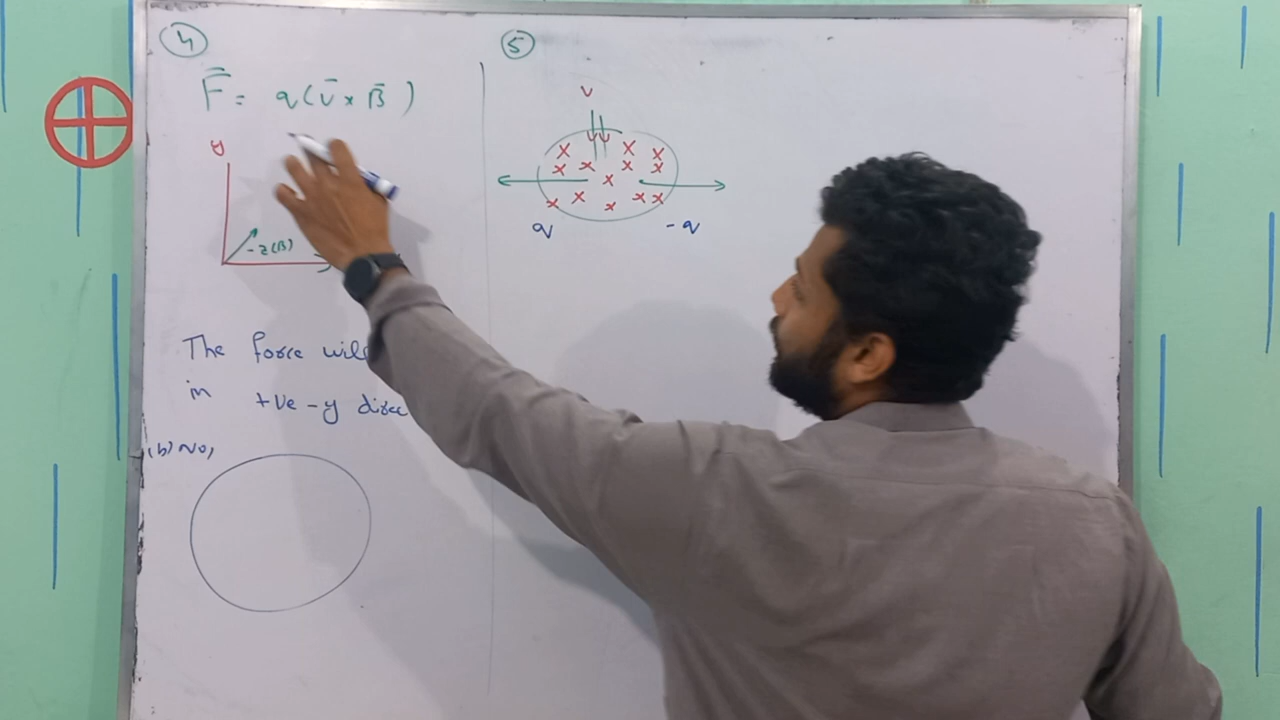 4
F = q(v × B)
y
-z(B)
The force will
in +ve-y direc
(b) No,
5
v
x x x
x x x x
x
x x x x x
q -q